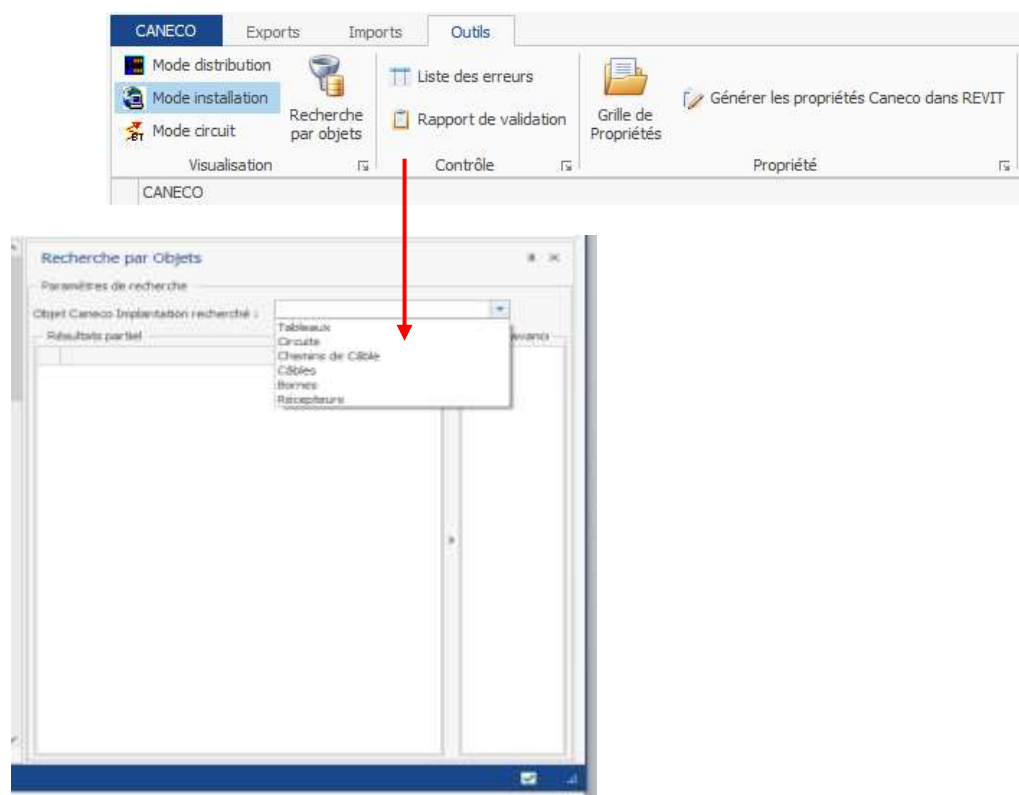 CANECO Exports Imports Outils
Mode distribution
Mode installation
Mode circuit
Recherche
par objets
Visualisation
Liste des erreurs
Rapport de validation
Contrôle
Grille de
Propriétés
Générer les propriétés Caneco dans REVIT
Propriété
CANECO
Recherche par Objets
Paramètres de recherche
Objet Caneco Implantation recherché :
Résultats partiel
Tableaux
Circuits
Chemins de Câble
Câbles
Bornes
Récepteurs